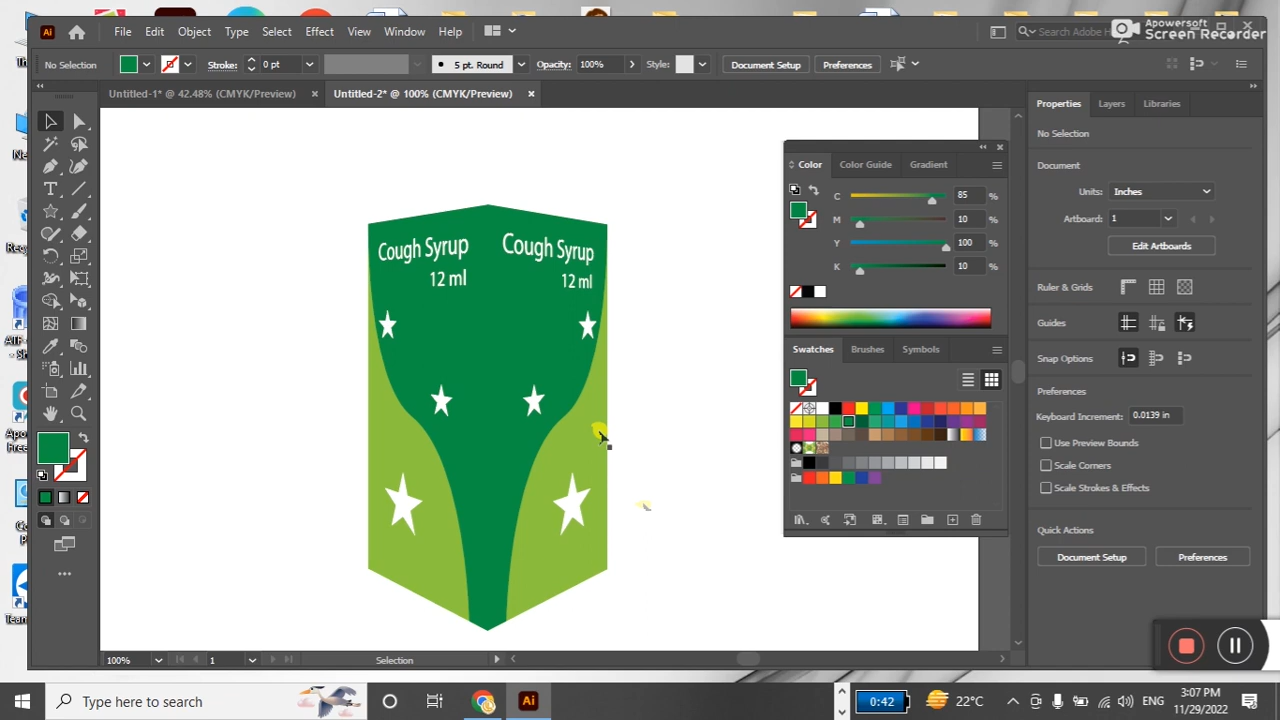 Apowersoft
Screen Recorder
File Edit Object Type Select Effect View Window Help
Search Adobe
No Selection
Stroke: 0 pt
5 pt. Round
Opacity: 100%
Style:
Document Setup
Preferences
Untitled-1* @ 42.48% (CMYK/Preview)
Untitled-2* @ 100% (CMYK/Preview)
Cough Syrup
12 ml
Cough Syrup
12 ml
Color Color Guide Gradient
C 85 %
M 10 %
Y 100 %
K 10 %
Swatches Brushes Symbols
Properties Layers Libraries
No Selection
Document
Units: Inches
Artboard: 1
Edit Artboards
Ruler & Grids
Guides
Snap Options
Preferences
Keyboard Increment: 0.0139 in
Use Preview Bounds
Scale Corners
Scale Strokes & Effects
Quick Actions
Document Setup Preferences
100% 1 Selection
Ai
Type here to search
Ai
0:42
22°C
ENG
3:07 PM
11/29/2022